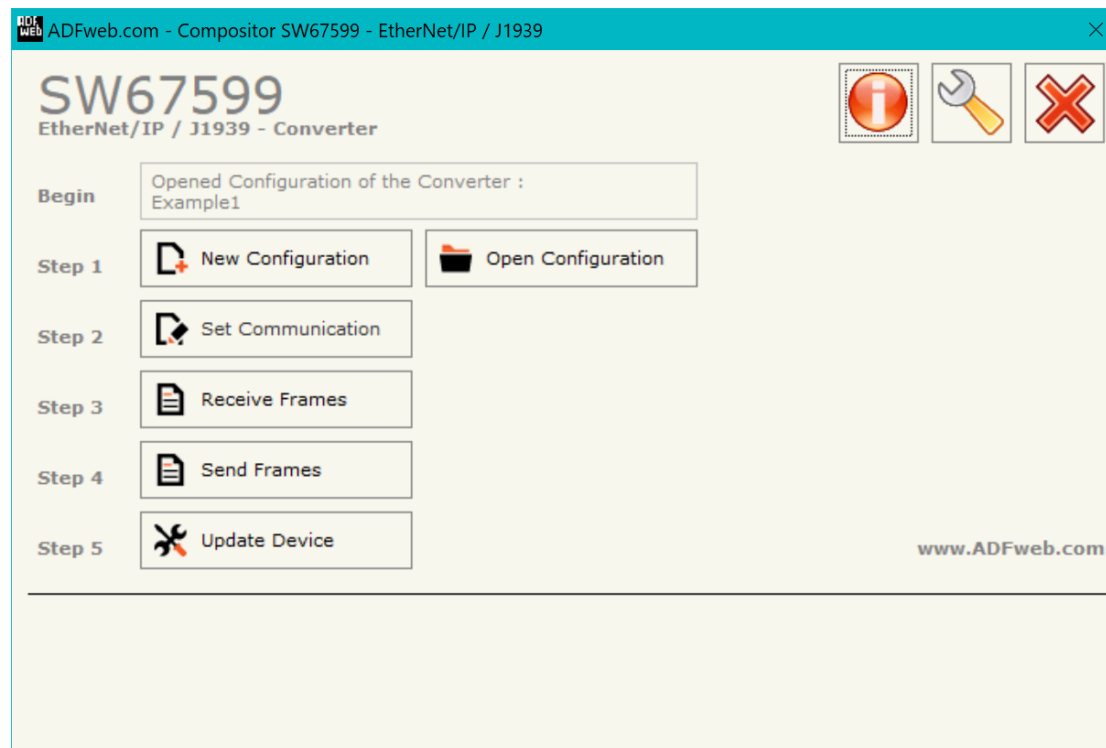 ADF
WEB
ADFweb.com - Compositor SW67599 - EtherNet/IP / J1939
SW67599
EtherNet/IP / J1939 - Converter
Begin
Opened Configuration of the Converter :
Example1
Step 1
New Configuration
Open Configuration
Step 2
Set Communication
Step 3
Receive Frames
Step 4
Send Frames
Step 5
Update Device
www.ADFweb.com